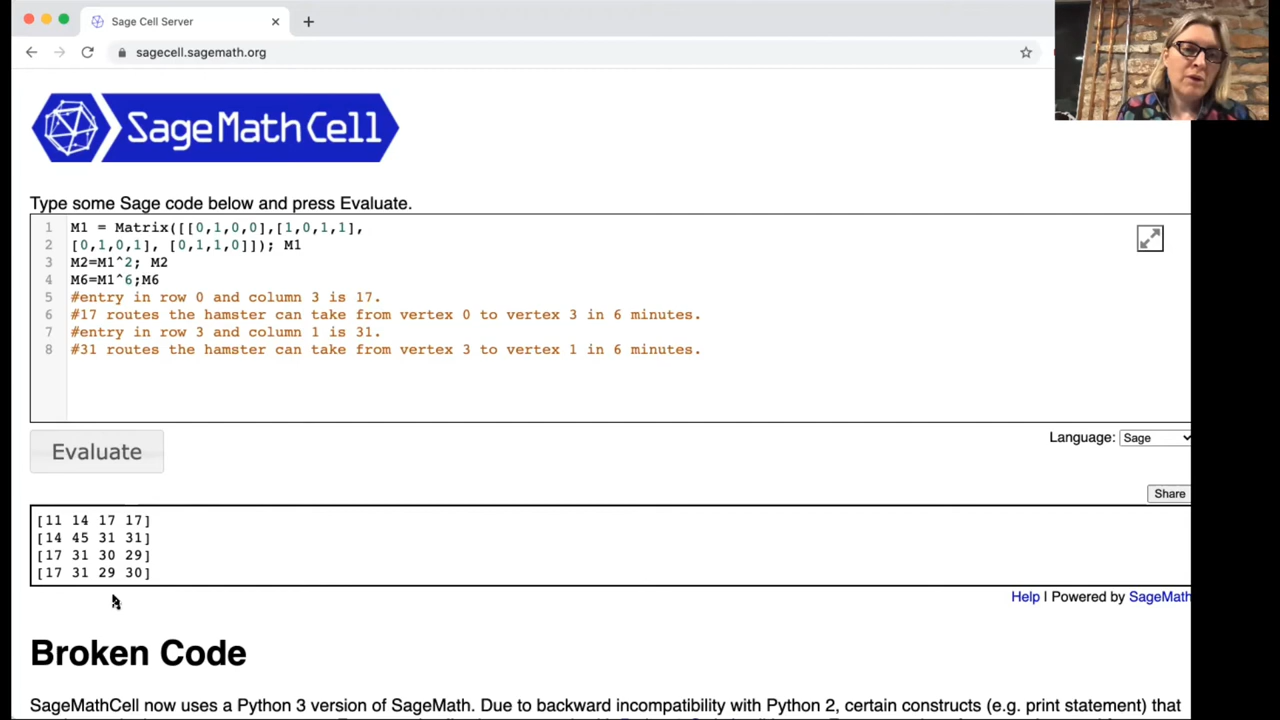 Sage Cell Server
sagecell.sagemath.org
SageMathCell
Type some Sage code below and press Evaluate.
1 M1 = Matrix([[0,1,0,0],[1,0,1,1],
2 [0,1,0,1], [0,1,1,0]]); M1
3 M2=M1^2; M2
4 M6=M1^6;M6
5 #entry in row 0 and column 3 is 17.
6 #17 routes the hamster can take from vertex 0 to vertex 3 in 6 minutes.
7 #entry in row 3 and column 1 is 31.
8 #31 routes the hamster can take from vertex 3 to vertex 1 in 6 minutes.
Evaluate
Language: Sage
Share
[11 14 17 17]
[14 45 31 31]
[17 31 30 29]
[17 31 29 30]
Help | Powered by SageMath
Broken Code
SageMathCell now uses a Python 3 version of SageMath. Due to backward incompatibility with Python 2, certain constructs (e.g. print statement) that